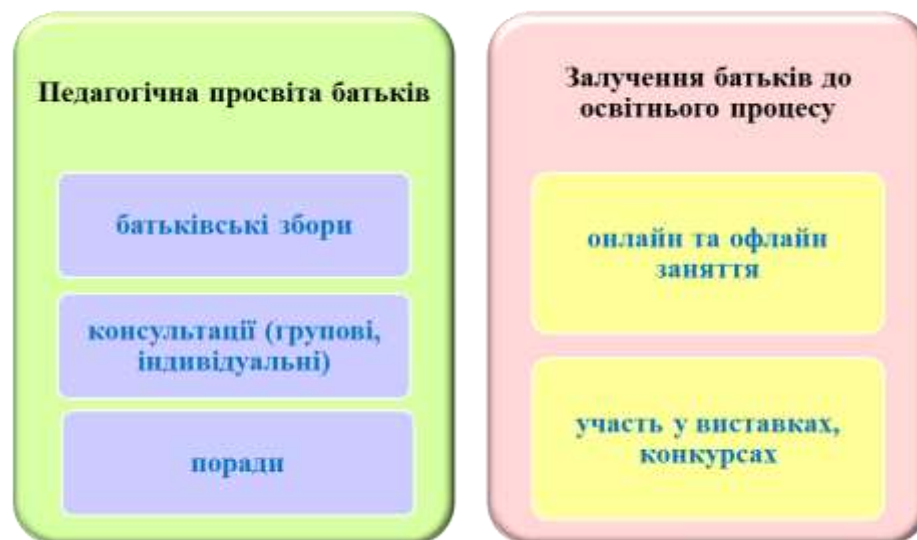 Педагогічна просвіта батьків
батьківські збори
консультації (групові,
індивідуальні)
поради
Залучення батьків до
освітнього процесу
онлайн та офлайн
заняття
участь у виставках,
конкурсах